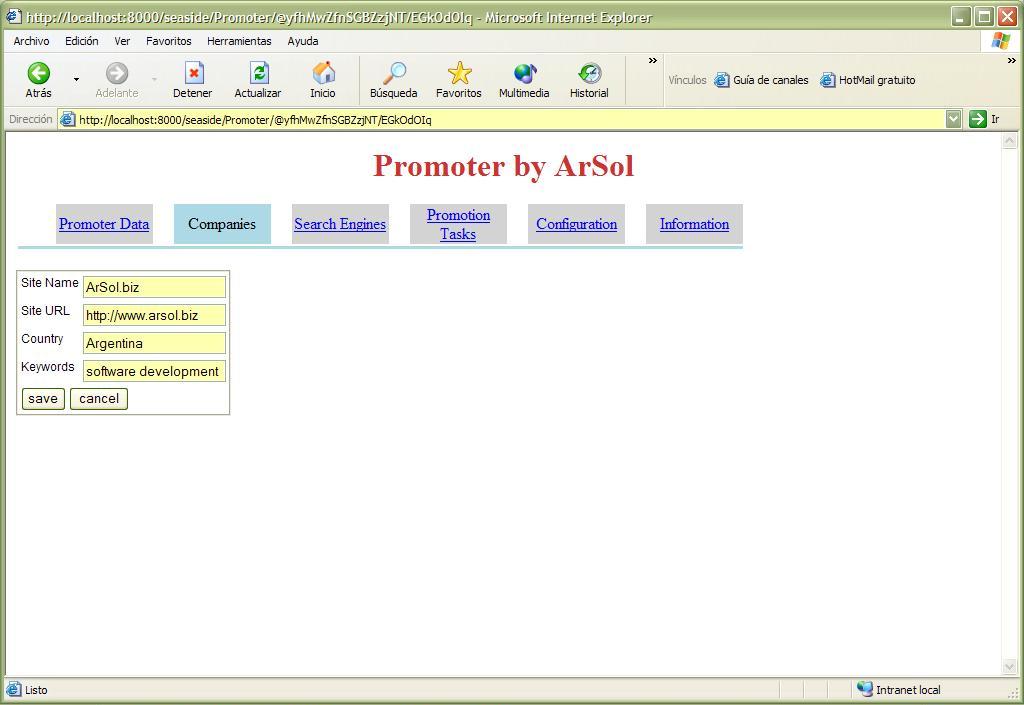 http://localhost:8000/seaside/Promoter/@yfhMwZfnSGBZzjNT/EGkOdOIq - Microsoft Internet Explorer
Archivo Edición Ver Favoritos Herramientas Ayuda
Atrás Adelante Detener Actualizar Inicio Búsqueda Favoritos Multimedia Historial » Vínculos Guía de canales HotMail gratuito »
Dirección http://localhost:8000/seaside/Promoter/@yfhMwZfnSGBZzjNT/EGkOdOIq Ir
Promoter by ArSol
Promoter Data Companies Search Engines Promotion Tasks Configuration Information
Site Name ArSol.biz
Site URL http://www.arsol.biz
Country Argentina
Keywords software development
save cancel
Listo Intranet local